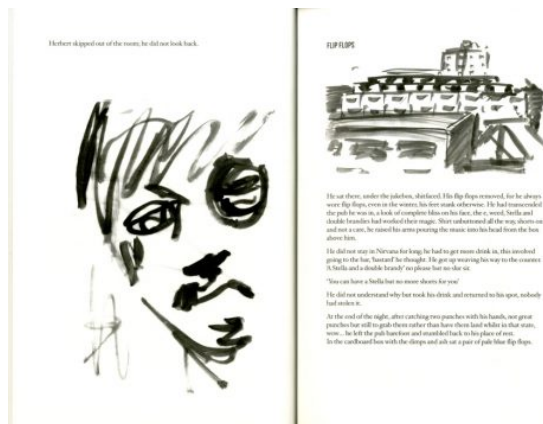 Herbert skipped out of the room, he did not look back.
FLIP FLOPS
He sat there, under the jukebox, shitfaced. His flip flops removed, for he always
wore flip flops, even in the winter, his feet stank otherwise. He had transcended
the pub he was in, a look of complete bliss on his face, the e, weed, Stella and
double brandies had worked their magic. Shirt unbuttoned all the way, shorts on
and not a care, he raised his arms pouring the music into his head from the box
above him.
He did not stay in Nirvana for long, he had to get more drink in, this involved
going to the bar, 'bastard' he thought. He got up weaving his way to the counter
'A Stella and a double brandy' no please but no slur
'You can have a Stella but no more shorts for you'
He did not understand why but took his drink and returned to his spot, nobody
had stolen it.
At the end of the night, after catching two punches with his hands, not great
punches but still to grab them rather than have them land whilst in that state,
wow... he left the pub barefoot and stumbled back to his place of rest.
In the cardboard box with the dimps and ash sat a pair of pale blue flip flops.